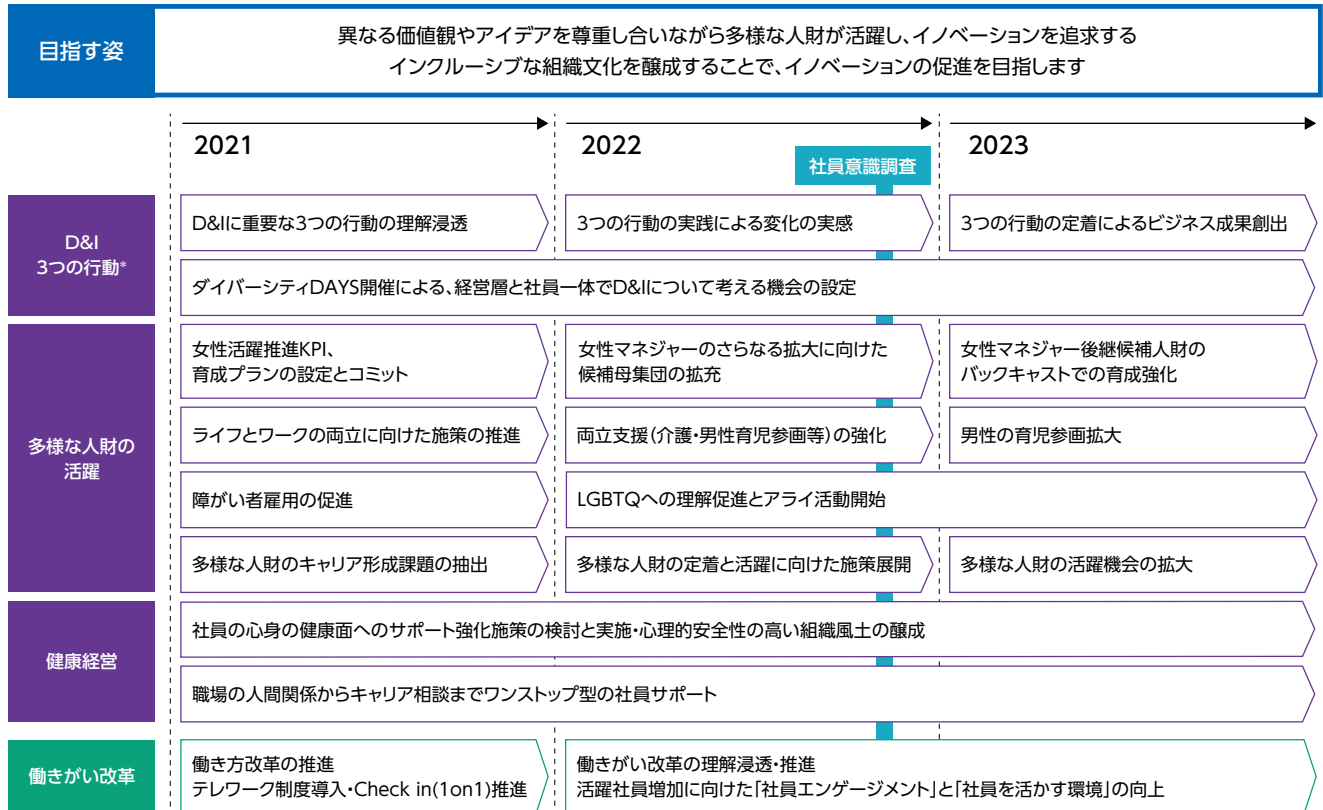 目指す姿
異なる価値観やアイデアを尊重し合いながら多様な人財が活躍し、イノベーションを追求する
インクルーシブな組織文化を醸成することで、イノベーションの促進を目指します
2021
2022
2023
社員意識調査
D&I
3つの行動*
D&Iに重要な3つの行動の理解浸透
3つの行動の実践による変化の実感
3つの行動の定着によるビジネス成果創出
ダイバーシティDAYS開催による、経営層と社員一体でD&Iについて考える機会の設定
多様な人財の
活躍
女性活躍推進KPI、
育成プランの設定とコミット
女性マネジャーのさらなる拡大に向けた
候補母集団の拡充
女性マネジャー後継候補人財の
バックキャストでの育成強化
ライフとワークの両立に向けた施策の推進
両立支援(介護・男性育児参画等)の強化
男性の育児参画拡大
障がい者雇用の促進
LGBTQへの理解促進とアライ活動開始
多様な人財のキャリア形成課題の抽出
多様な人財の定着と活躍に向けた施策展開
多様な人財の活躍機会の拡大
健康経営
社員の心身の健康面へのサポート強化施策の検討と実施・心理的安全性の高い組織風土の醸成
職場の人間関係からキャリア相談までワンストップ型の社員サポート
働きがい改革
働き方改革の推進
テレワーク制度導入・Check in(1on1)推進
働きがい改革の理解浸透・推進
活躍社員増加に向けた「社員エンゲージメント」と「社員を活かす環境」の向上